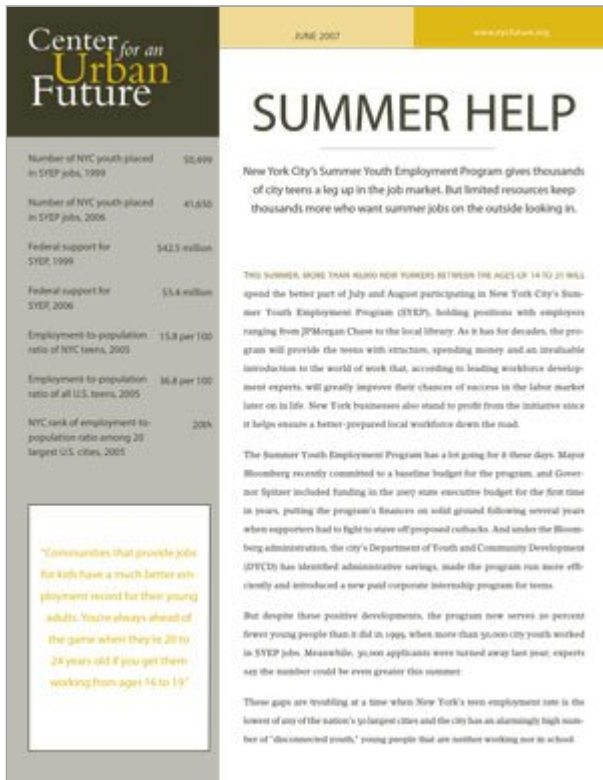 Center for an
Urban
Future
JUNE 2007
www.nycfuture.org
SUMMER HELP
New York City's Summer Youth Employment Program gives thousands
of city teens a leg up in the job market. But limited resources keep
thousands more who want summer jobs on the outside looking in.
Number of NYC youth placed
in SYEP jobs, 1999
50,499
Number of NYC youth placed
in SYEP jobs, 2006
41,650
Federal support for
SYEP, 1999
$42.5 million
Federal support for
SYEP, 2006
$5.4 million
Employment-to-population
ratio of NYC teens, 2005
15.8 per 100
Employment-to-population
ratio of all U.S. teens, 2005
36.8 per 100
NYC rank of employment-to-
population ratio among 20
largest U.S. cities, 2005
20th
"Communities that provide jobs
for kids have a much better em-
ployment record for their young
adults. You're always ahead of
the game when they're 20 to
24 years old if you get them
working from ages 16 to 19."
THIS SUMMER, MORE THAN 40,000 NEW YORKERS BETWEEN THE AGES OF 14 TO 21 WILL
spend the better part of July and August participating in New York City's Sum-
mer Youth Employment Program (SYEP), holding positions with employers
ranging from JPMorgan Chase to the local library. As it has for decades, the pro-
gram will provide the teens with structure, spending money and an invaluable
introduction to the world of work that, according to leading workforce develop-
ment experts, will greatly improve their chances of success in the labor market
later on in life. New York businesses also stand to profit from the initiative since
it helps ensure a better-prepared local workforce down the road.
The Summer Youth Employment Program has a lot going for it these days. Mayor
Bloomberg recently committed to a baseline budget for the program, and Gover-
nor Spitzer included funding in the 2007 state executive budget for the first time
in years, putting the program's finances on solid ground following several years
when supporters had to fight to stave off proposed cutbacks. And under the Bloom-
berg administration, the city's Department of Youth and Community Development
(DYCD) has identified administrative savings, made the program run more effi-
ciently and introduced a new paid corporate internship program for teens.
But despite these positive developments, the program now serves 20 percent
fewer young people than it did in 1999, when more than 50,000 city youth worked
in SYEP jobs. Meanwhile, 30,000 applicants were turned away last year; experts
say the number could be even greater this summer.
These gaps are troubling at a time when New York's teen employment rate is the
lowest of any of the nation's 50 largest cities and the city has an alarmingly high num-
ber of "disconnected youth," young people that are neither working nor in school.